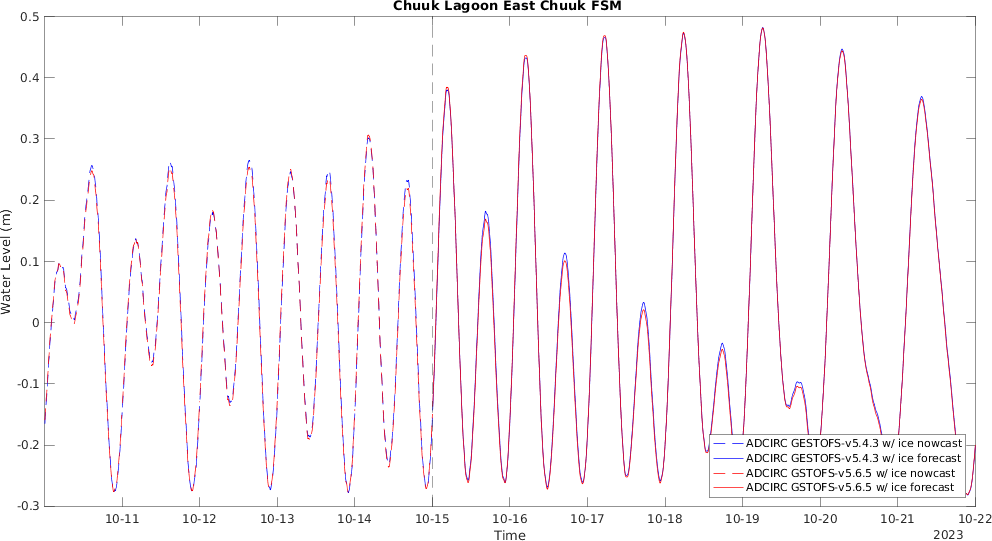 Chuuk Lagoon East Chuuk FSM
0.5
0.4
0.3
0.2
0.1
0
-0.1
-0.2
-0.3
Water Level (m)
ADCIRC GESTOFS-v5.4.3 w/ ice nowcast
ADCIRC GESTOFS-v5.4.3 w/ ice forecast
ADCIRC GSTOFS-v5.6.5 w/ ice nowcast
ADCIRC GSTOFS-v5.6.5 w/ ice forecast
10-11 10-12 10-13 10-14 10-15 10-16 10-17 10-18 10-19 10-20 10-21 10-22
Time
2023